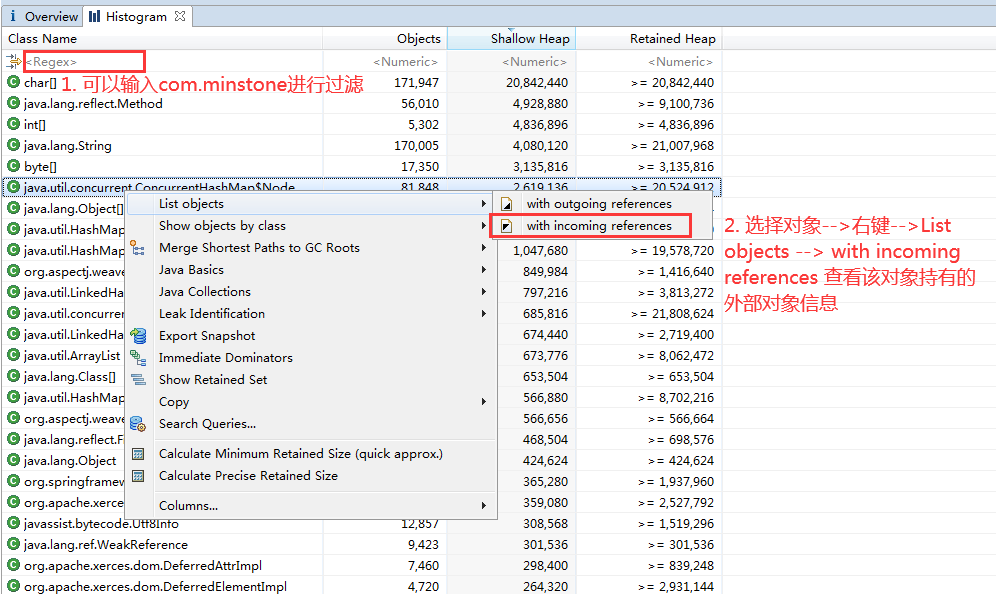 Overview Histogram
Class Name Objects Shallow Heap Retained Heap
<Regex> <Numeric> <Numeric> <Numeric>
char[] 171,947 20,842,440 >= 20,842,440
1. 可以输入com.minstone进行过滤
java.lang.reflect.Method 56,010 4,928,880 >= 9,100,736
int[] 5,302 4,836,896 >= 4,836,896
java.lang.String 170,005 4,080,120 >= 21,007,968
byte[] 17,350 3,135,816 >= 3,135,816
java.util.concurrent.ConcurrentHashMap$Node 81,848 2,619,136 >= 20,524,912
java.lang.Object[]
java.util.HashMap
java.util.HashMap 1,047,680 >= 19,578,720
org.aspectj.weave 849,984 >= 1,416,640
java.util.LinkedHa 797,216 >= 3,813,272
java.util.concurren 685,816 >= 21,808,624
java.util.LinkedHa 674,440 >= 2,719,400
java.util.ArrayList 673,776 >= 8,062,472
java.lang.Class[] 653,504 >= 653,504
java.util.HashMap 566,880 >= 8,702,216
org.aspectj.weave 566,656 >= 566,664
java.lang.reflect.F 468,504 >= 698,576
java.lang.Object 424,624 >= 424,624
org.springframew 365,280 >= 1,937,960
org.apache.xerces 359,080 >= 2,527,792
javassist.bytecode.Utf8Info 12,857 308,568 >= 1,519,296
java.lang.ref.WeakReference 9,423 301,536 >= 301,536
org.apache.xerces.dom.DeferredAttrImpl 7,460 298,400 >= 839,248
org.apache.xerces.dom.DeferredElementImpl 4,720 264,320 >= 2,931,144
List objects
Show objects by class
Merge Shortest Paths to GC Roots
Java Basics
Java Collections
Leak Identification
Export Snapshot
Immediate Dominators
Show Retained Set
Copy
Search Queries...
Calculate Minimum Retained Size (quick approx.)
Calculate Precise Retained Size
Columns...
with outgoing references
with incoming references
2. 选择对象-->右键-->List
objects --> with incoming
references 查看该对象持有的
外部对象信息